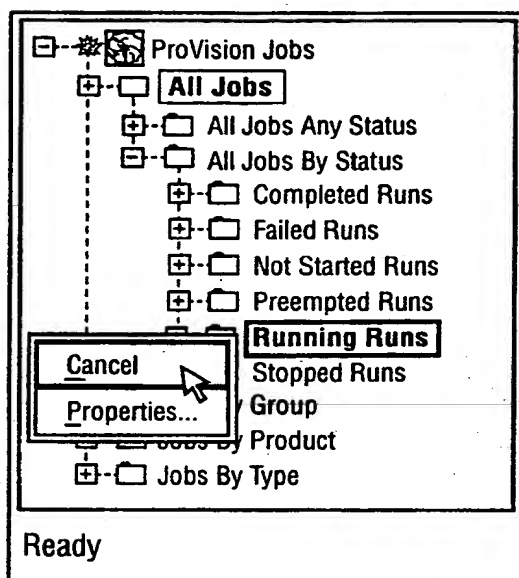 ProVision Jobs
All Jobs
All Jobs Any Status
All Jobs By Status
Completed Runs
Failed Runs
Not Started Runs
Preempted Runs
Running Runs
Cancel
Stopped Runs
Properties...
Group
Jobs By Product
Jobs By Type
Ready